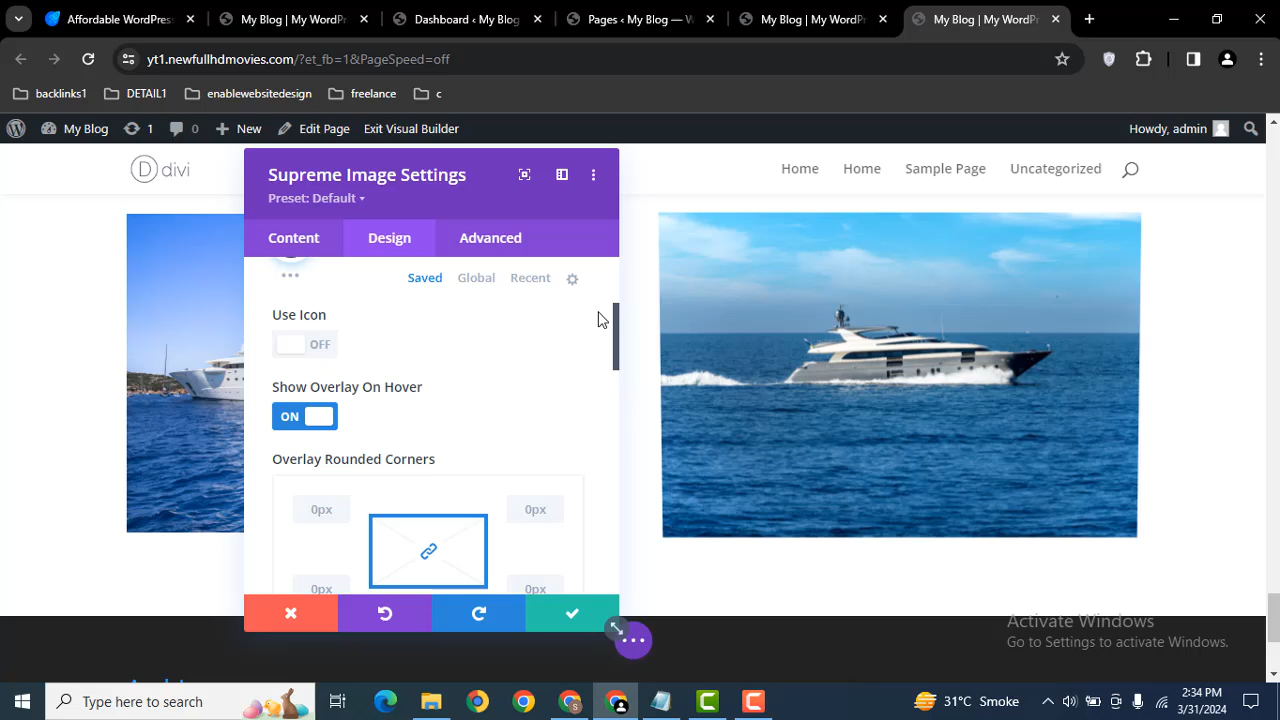 Affordable WordPress
My Blog | My WordPr
Dashboard ‹ My Blog
Pages ‹ My Blog — W
My Blog | My WordPr
My Blog | My WordPr
yt1.newfullhdmovies.com/?et_fb=1&PageSpeed=off
backlinks1
DETAIL1
enablewebsitedesign
freelance
c
My Blog
1
0
New
Edit Page
Exit Visual Builder
Howdy, admin
divi
Home
Home
Sample Page
Uncategorized
Supreme Image Settings
Preset: Default
Content
Design
Advanced
Saved
Global
Recent
Use Icon
OFF
Show Overlay On Hover
ON
Overlay Rounded Corners
0px
0px
0px
0px
Activate Windows
Go to Settings to activate Windows.
Type here to search
31°C Smoke
2:34 PM
3/31/2024